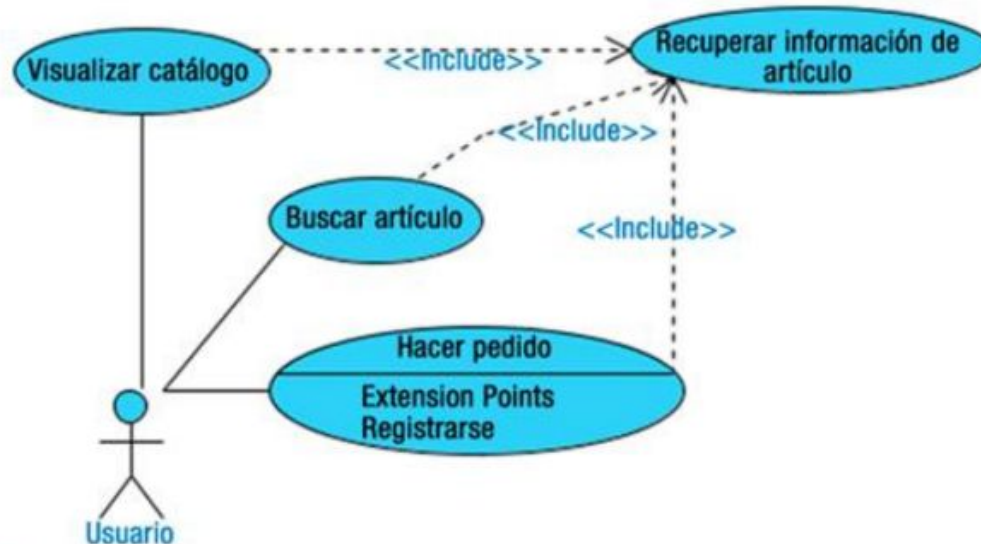 Visualizar catálogo
<<Include>>
Recuperar información de
artículo
<<Include>>
Buscar artículo
<<Include>>
Hacer pedido
Extension Points
Registrarse
Usuario